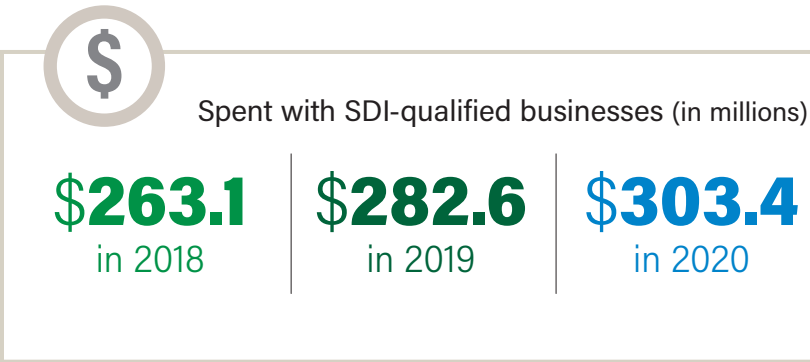 $
Spent with SDI-qualified businesses (in millions)
$263.1
in 2018
$282.6
in 2019
$303.4
in 2020